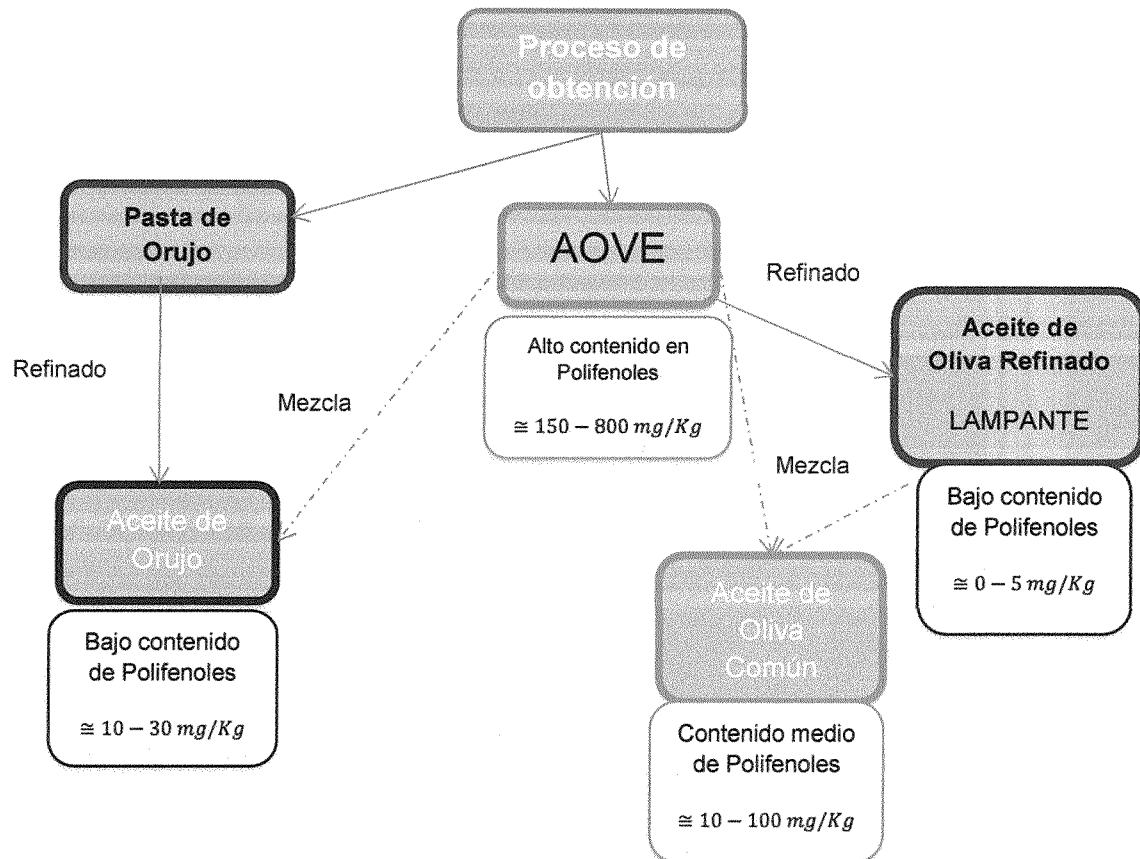 Proceso de
obtención
Pasta de
Orujo
AOVE
Refinado
Alto contenido en
Polifenoles
≅ 150 – 800 mg/Kg
Aceite de
Oliva Refinado
LAMPANTE
Refinado
Mezcla
Mezcla
Bajo contenido
de Polifenoles
≅ 0 – 5 mg/Kg
Aceite de
Orujo
Bajo contenido
de Polifenoles
≅ 10 – 30 mg/Kg
Aceite de
Oliva
Común
Contenido medio
de Polifenoles
≅ 10 – 100 mg/Kg